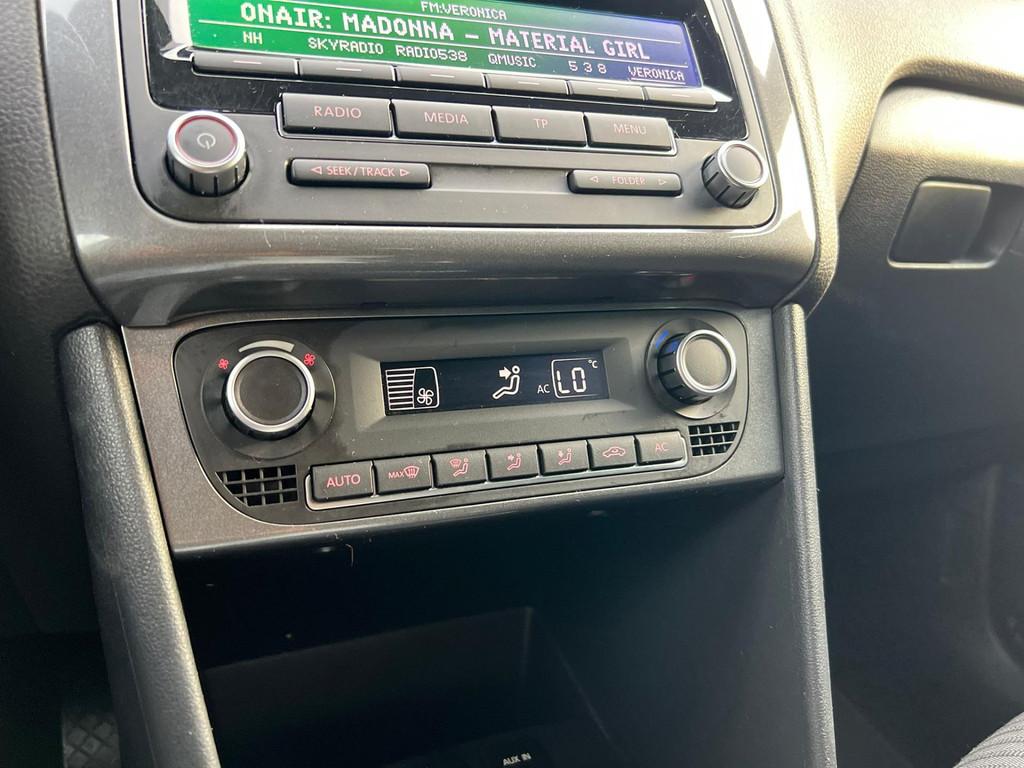 FM:VERONICA
ONAIR: MADONNA - MATERIAL GIRL
NH SKYRADIO RADIO538 QMUSIC 538 VERONICA
RADIO MEDIA TP MENU
SEEK/TRACK FOLDER
AC LO °C
AUTO MAX AC
AUX IN